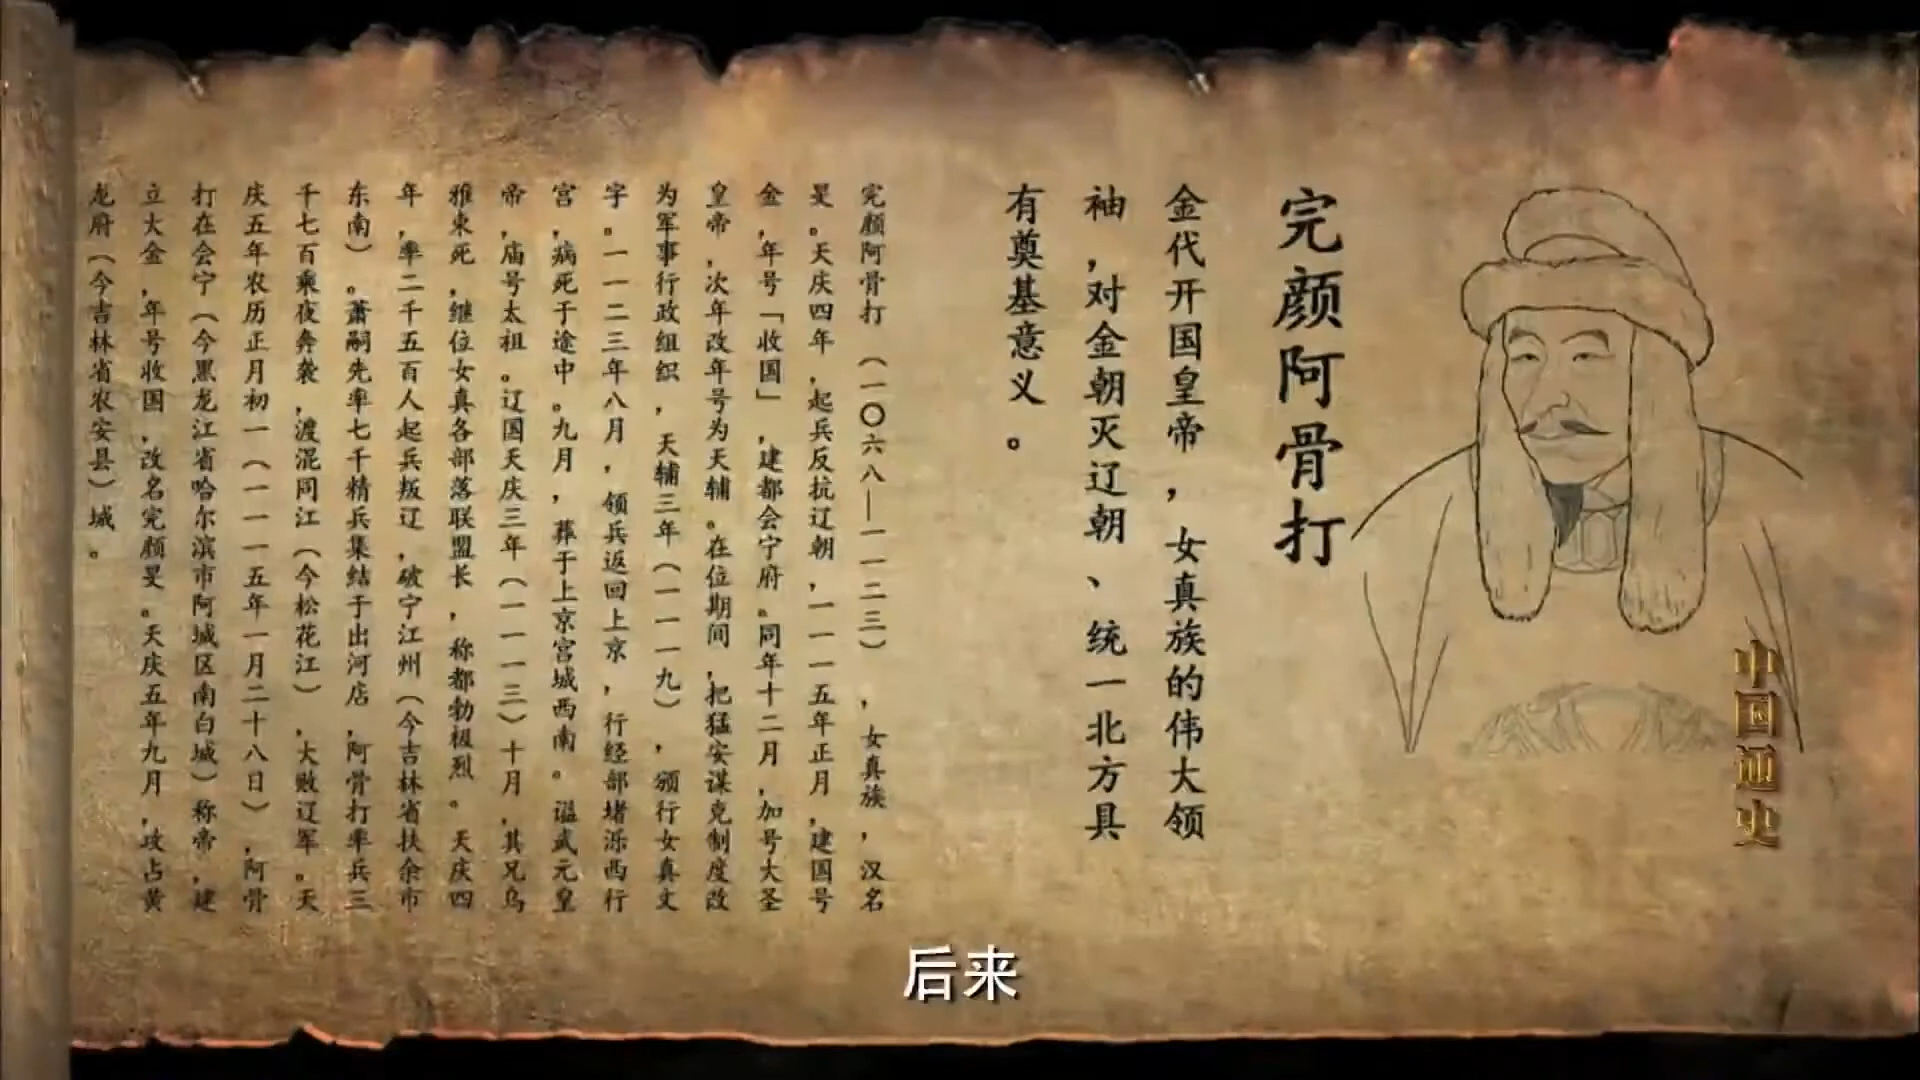 完颜阿骨打
金代开国皇帝，女真族的伟大领
袖，对金朝灭辽朝、统一北方具
有奠基意义。
完颜阿骨打（一〇六八—一一二三），女真族，汉名
旻。天庆四年，起兵反抗辽朝，一一一五年正月，建国号
金，年号「收国」，建都会宁府。同年十二月，加号大圣
皇帝，次年改年号为天辅。在位期间，把猛安谋克制度改
为军事行政组织，天辅三年（一一一九），颁行女真文
字。一一二三年八月，领兵返回上京，行经部堵泺西行
宫，病死于途中。九月，葬于上京宫城西南。谥武元皇
帝，庙号太祖。辽国天庆三年（一一一三）十月，其兄乌
雅束死，继位女真各部落联盟长，称都勃极烈。天庆四
年，率二千五百人起兵叛辽，破宁江州（今吉林省扶余市
东南）。萧嗣先率七千精兵集结于出河店，阿骨打率兵三
千七百乘夜奔袭，渡混同江（今松花江），大败辽军。天
庆五年农历正月初一（一一一五年一月二十八日），阿骨
打在会宁（今黑龙江省哈尔滨市阿城区南白城）称帝，建
立大金，年号收国，改名完颜旻。天庆五年九月，攻占黄
龙府（今吉林省农安县）城。
中国通史
后来